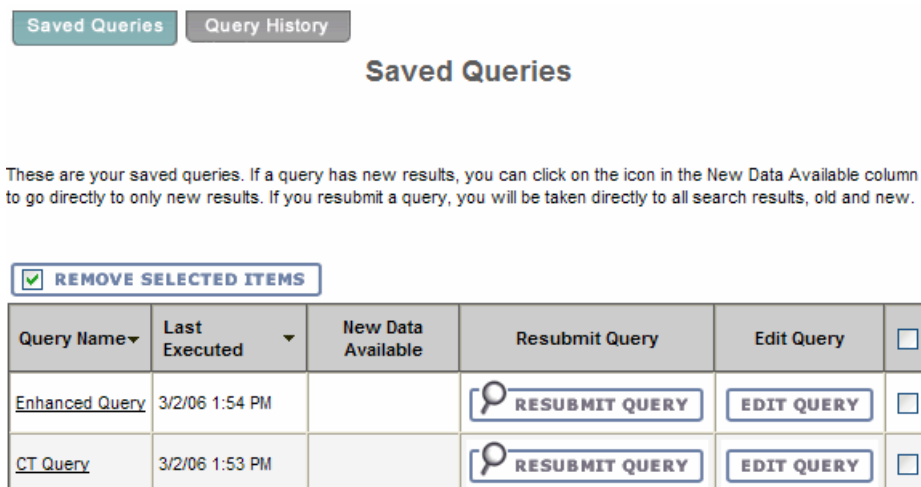 Saved Queries Query History
Saved Queries
These are your saved queries. If a query has new results, you can click on the icon in the New Data Available column
to go directly to only new results. If you resubmit a query, you will be taken directly to all search results, old and new.
REMOVE SELECTED ITEMS
Query Name Last Executed New Data Available Resubmit Query Edit Query
Enhanced Query 3/2/06 1:54 PM RESUBMIT QUERY EDIT QUERY
CT Query 3/2/06 1:53 PM RESUBMIT QUERY EDIT QUERY